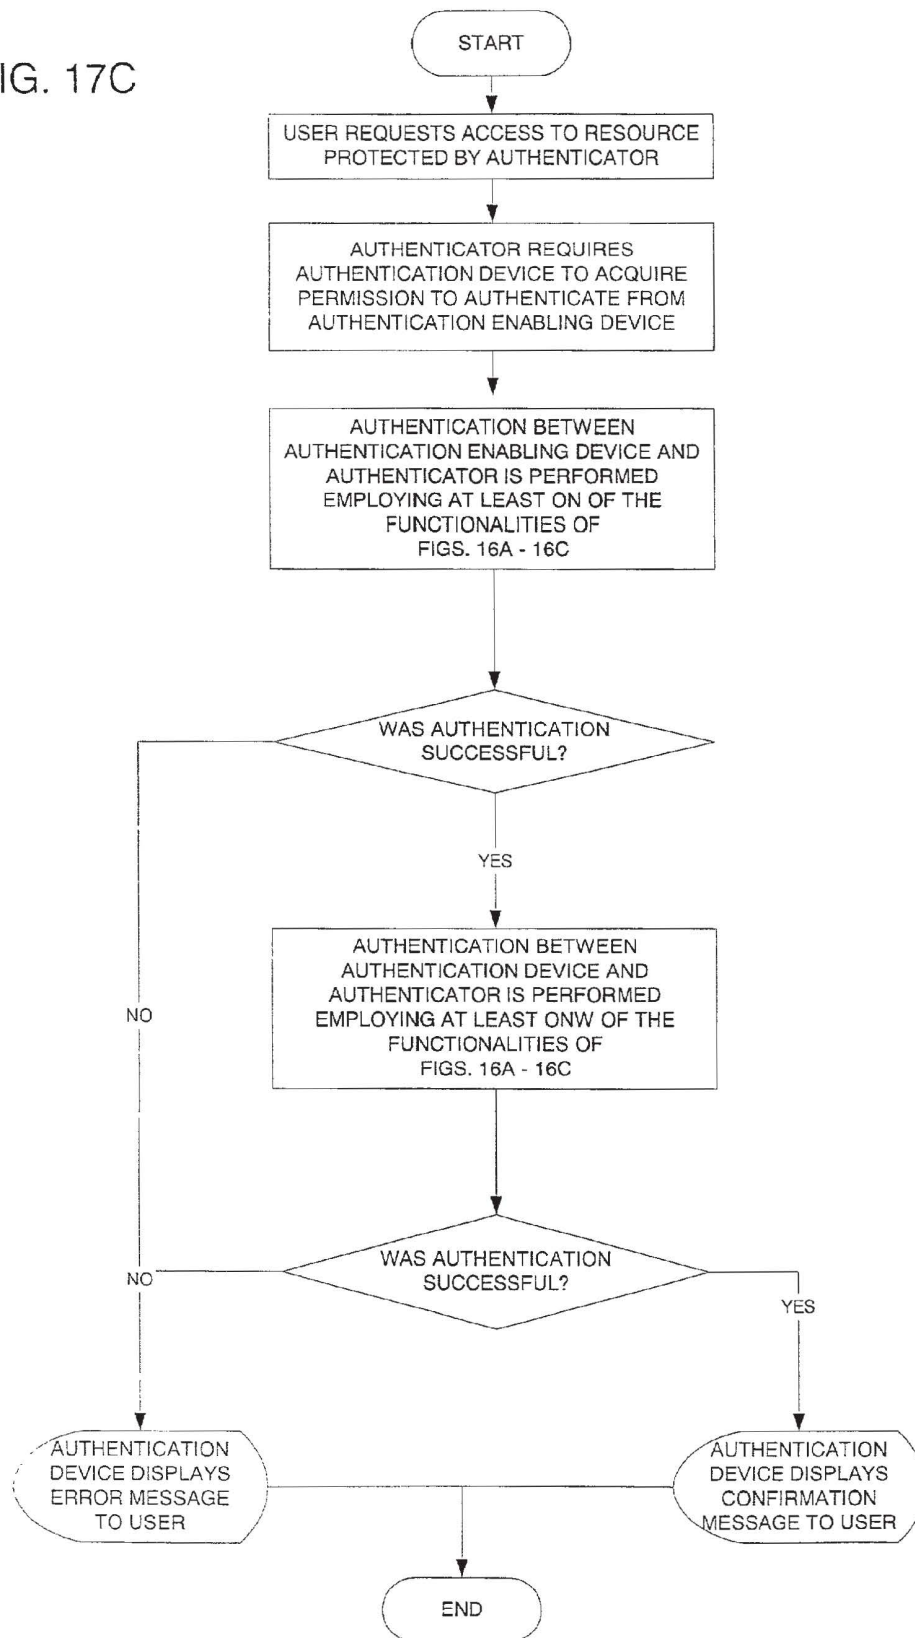 START
IG. 17C
USER REQUESTS ACCESS TO RESOURCE
PROTECTED BY AUTHENTICATOR
AUTHENTICATOR REQUIRES
AUTHENTICATION DEVICE TO ACQUIRE
PERMISSION TO AUTHENTICATE FROM
AUTHENTICATION ENABLING DEVICE
AUTHENTICATION BETWEEN
AUTHENTICATION ENABLING DEVICE AND
AUTHENTICATOR IS PERFORMED
EMPLOYING AT LEAST ON OF THE
FUNCTIONALITIES OF
FIGS. 16A - 16C
WAS AUTHENTICATION
SUCCESSFUL?
YES
AUTHENTICATION BETWEEN
AUTHENTICATION DEVICE AND
AUTHENTICATOR IS PERFORMED
EMPLOYING AT LEAST ONW OF THE
FUNCTIONALITIES OF
FIGS. 16A - 16C
NO
WAS AUTHENTICATION
SUCCESSFUL?
NO
YES
AUTHENTICATION
DEVICE DISPLAYS
ERROR MESSAGE
TO USER
AUTHENTICATION
DEVICE DISPLAYS
CONFIRMATION
MESSAGE TO USER
END